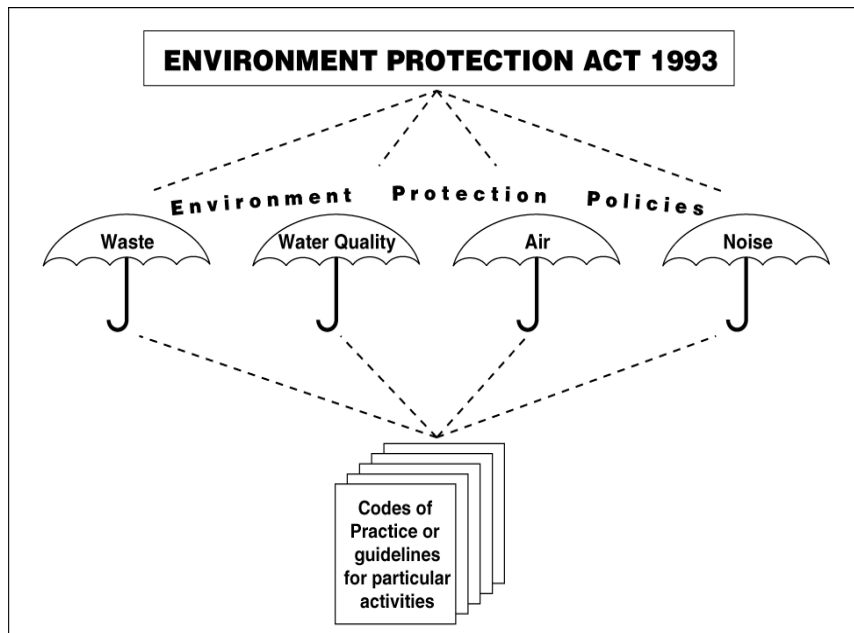 ENVIRONMENT PROTECTION ACT 1993
Environment Protection Policies
Waste
Water Quality
Air
Noise
Codes of
Practice or
guidelines
for particular
activities